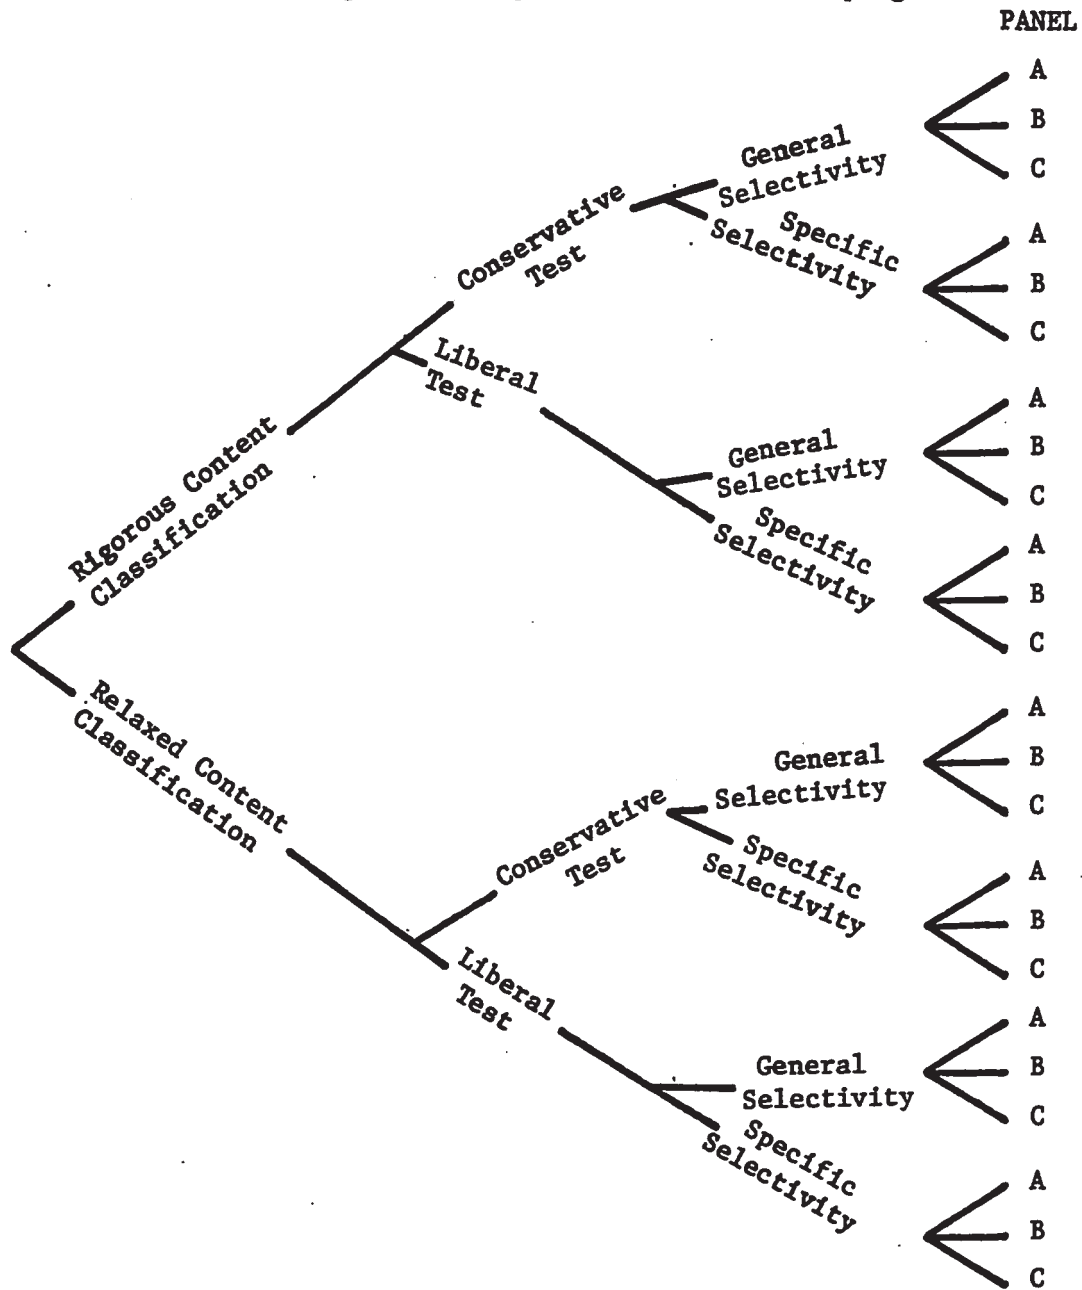 PANEL
A
B
C
General
Selectivity
Specific
Selectivity
A
B
C
Conservative
Test
Liberal
Test
A
B
C
General
Selectivity
Specific
Selectivity
A
B
C
Rigorous Content
Classification
Relaxed Content
Classification
A
B
C
General
Selectivity
Conservative
Test
Specific
Selectivity
A
B
C
Liberal
Test
A
B
C
General
Selectivity
Specific
Selectivity
A
B
C